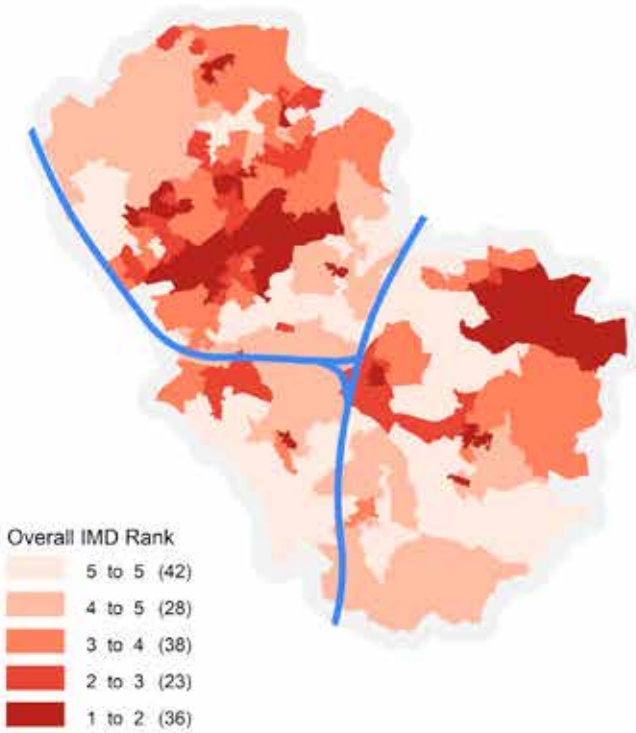 Overall IMD Rank
5 to 5 (42)
4 to 5 (28)
3 to 4 (38)
2 to 3 (23)
1 to 2 (36)